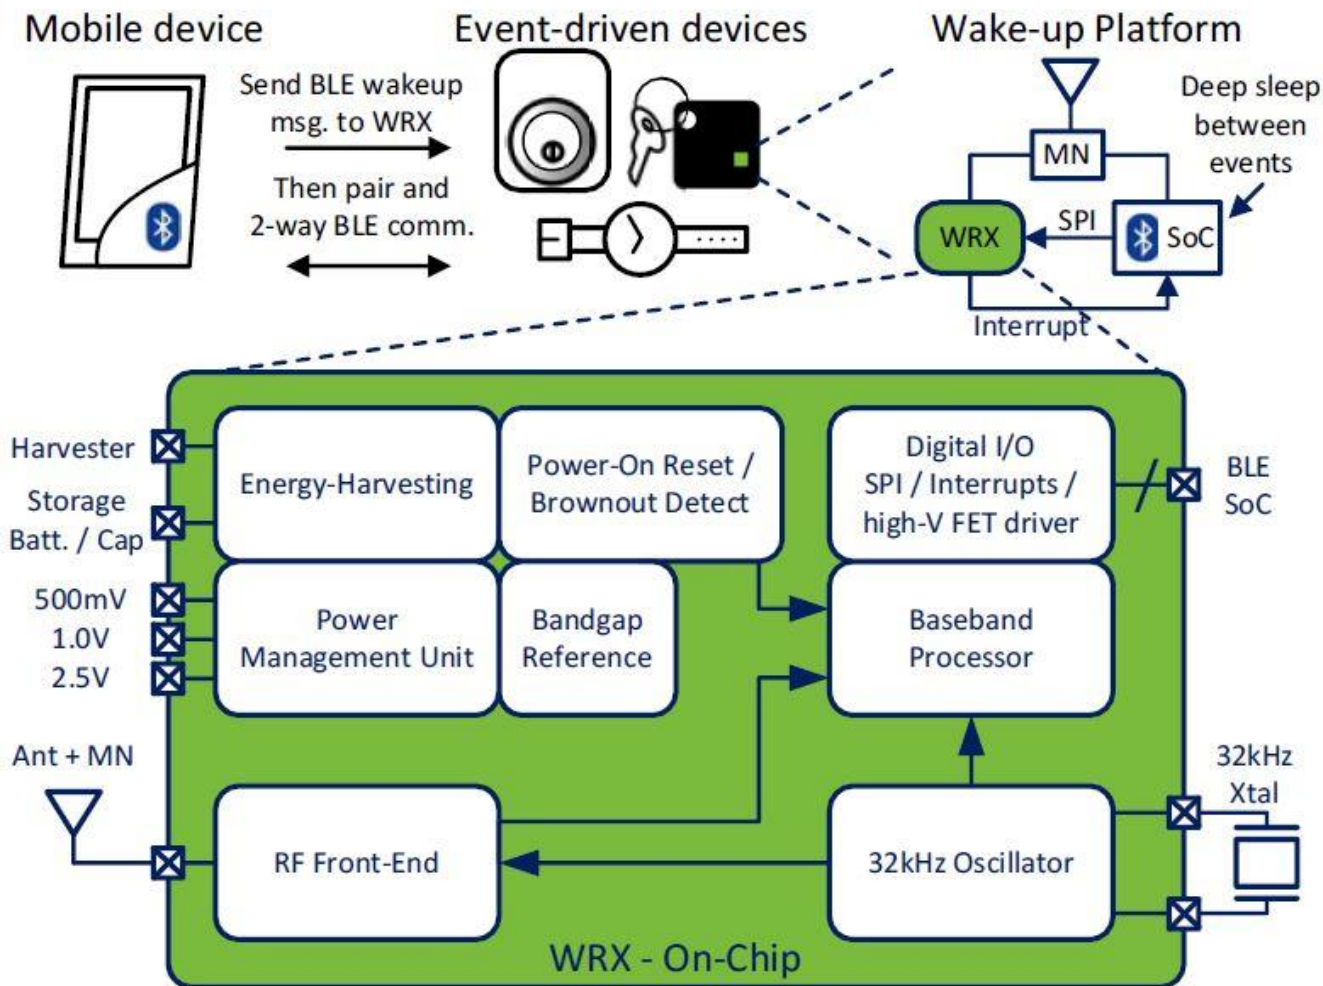 Mobile device
Event-driven devices
Wake-up Platform
Send BLE wakeup
msg. to WRX
Then pair and
2-way BLE comm.
Deep sleep
between
events
MN
WRX
SPI
SoC
Interrupt
Harvester
Storage
Batt. / Cap
500mV
1.0V
2.5V
Ant + MN
Energy-Harvesting
Power-On Reset /
Brownout Detect
Digital I/O
SPI / Interrupts /
high-V FET driver
BLE
SoC
Power
Management Unit
Bandgap
Reference
Baseband
Processor
RF Front-End
32kHz Oscillator
32kHz
Xtal
WRX - On-Chip